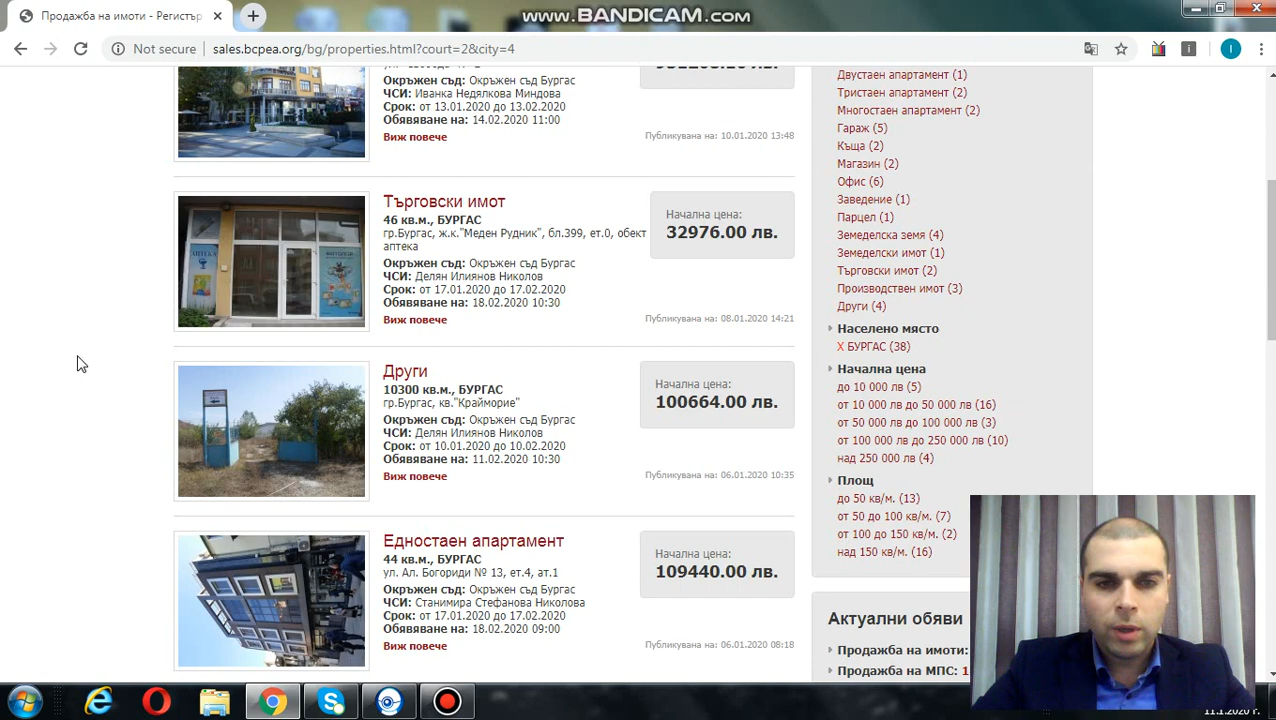 Продажба на имоти - Регистър
WWW.BANDICAM.COM
Not secure
sales.bcpea.org/bg/properties.html?court=2&city=4
Окръжен съд: Окръжен съд Бургас
ЧСИ: Иванка Недялкова Миндова
Срок: от 13.01.2020 до 13.02.2020
Обявяване на: 14.02.2020 11:00
Виж повече
Публикувана на: 10.01.2020 13:48
Търговски имот
46 кв.м., БУРГАС
гр.Бургас, ж.к."Меден Рудник", бл.399, ет.0, обект
аптека
Окръжен съд: Окръжен съд Бургас
ЧСИ: Делян Илиянов Николов
Срок: от 17.01.2020 до 17.02.2020
Обявяване на: 18.02.2020 10:30
Виж повече
Начална цена:
32976.00 лв.
Публикувана на: 08.01.2020 14:21
Други
10300 кв.м., БУРГАС
гр.Бургас, кв."Крайморие"
Окръжен съд: Окръжен съд Бургас
ЧСИ: Делян Илиянов Николов
Срок: от 10.01.2020 до 10.02.2020
Обявяване на: 11.02.2020 10:30
Виж повече
Начална цена:
100664.00 лв.
Публикувана на: 06.01.2020 10:35
Едностаен апартамент
44 кв.м., БУРГАС
ул. Ал. Богориди № 13, ет.4, ат.1
Окръжен съд: Окръжен съд Бургас
ЧСИ: Станимира Стефанова Николова
Срок: от 17.01.2020 до 17.02.2020
Обявяване на: 18.02.2020 09:00
Виж повече
Начална цена:
109440.00 лв.
Публикувана на: 06.01.2020 08:18
Двустаен апартамент (1)
Тристаен апартамент (2)
Многостаен апартамент (2)
Гараж (5)
Къща (2)
Магазин (2)
Офис (6)
Заведение (1)
Парцел (1)
Земеделска земя (4)
Земеделски имот (1)
Търговски имот (2)
Производствен имот (3)
Други (4)
Населено място
X БУРГАС (38)
Начална цена
до 10 000 лв (5)
от 10 000 лв до 50 000 лв (16)
от 50 000 лв до 100 000 лв (3)
от 100 000 лв до 250 000 лв (10)
над 250 000 лв (4)
Площ
до 50 кв/м. (13)
от 50 до 100 кв/м. (7)
от 100 до 150 кв/м. (2)
над 150 кв/м. (16)
Актуални обяви
Продажба на имоти:
Продажба на МПС: 1
11.1.2020 г.